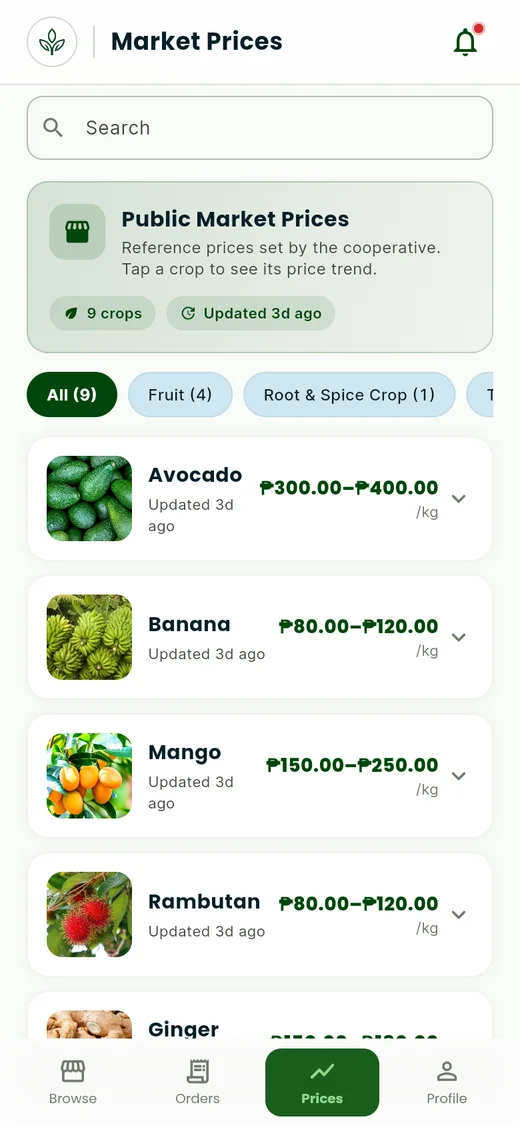 Market Prices
Search
Public Market Prices
Reference prices set by the cooperative.
Tap a crop to see its price trend.
9 crops
Updated 3d ago
All (9)
Fruit (4)
Root & Spice Crop (1)
T
Avocado
Updated 3d
ago
₱300.00–₱400.00
/kg
Banana
Updated 3d ago
₱80.00–₱120.00
/kg
Mango
Updated 3d
ago
₱150.00–₱250.00
/kg
Rambutan
Updated 3d ago
₱80.00–₱120.00
/kg
Ginger
Browse
Orders
Prices
Profile